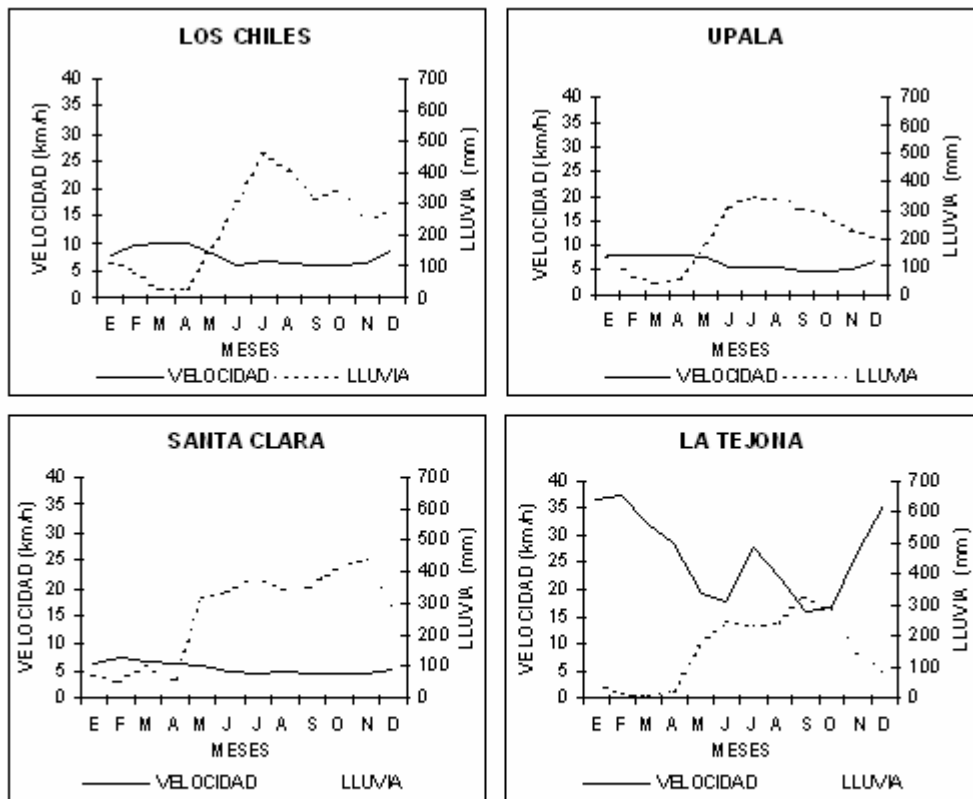 LOS CHILES
VELOCIDAD (km/h)
40
35
30
25
20
15
10
5
0
700
600
500
400
300
200
100
0
LLUVIA (mm)
E F M A M J J A S O N D
MESES
VELOCIDAD LLUVIA
UPALA
VELOCIDAD (km/h)
40
35
30
25
20
15
10
5
0
700
600
500
400
300
200
100
0
LLUVIA (mm)
E F M A M J J A S O N D
MESES
VELOCIDAD LLUVIA
SANTA CLARA
VELOCIDAD (km/h)
40
35
30
25
20
15
10
5
0
700
600
500
400
300
200
100
0
LLUVIA (mm)
E F M A M J J A S O N D
MESES
VELOCIDAD LLUVIA
LA TEJONA
VELOCIDAD (km/h)
40
35
30
25
20
15
10
5
0
700
600
500
400
300
200
100
0
LLUVIA (mm)
E F M A M J J A S O N D
MESES
VELOCIDAD LLUVIA